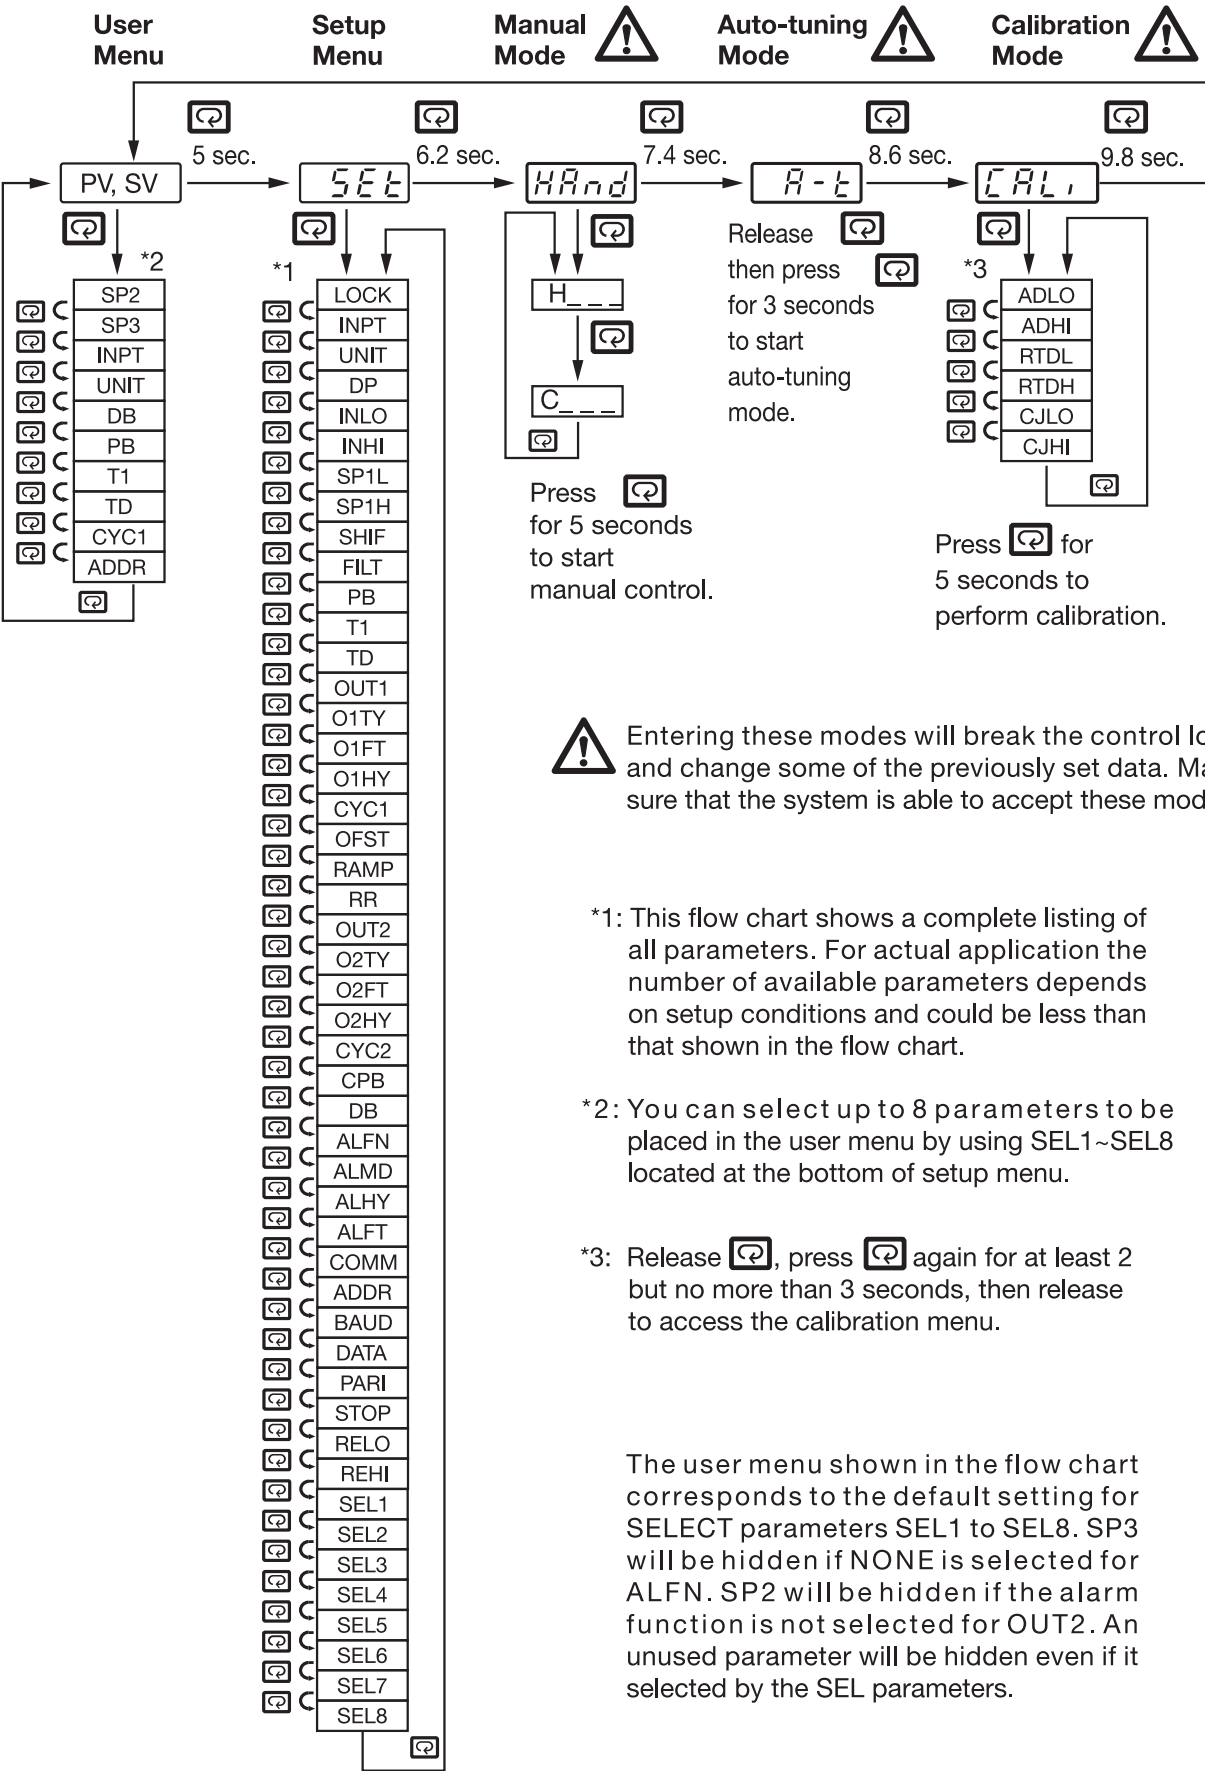 User Menu
Setup Menu
Manual Mode
Auto-tuning Mode
Calibration Mode
5 sec.
6.2 sec.
7.4 sec.
8.6 sec.
9.8 sec.
PV, SV
SEt
HAnd
A-t
CALi
*2
SP2
SP3
INPT
UNIT
DB
PB
T1
TD
CYC1
ADDR
*1
LOCK
INPT
UNIT
DP
INLO
INHI
SP1L
SP1H
SHIF
FILT
PB
T1
TD
OUT1
O1TY
O1FT
O1HY
CYC1
OFST
RAMP
RR
OUT2
O2TY
O2FT
O2HY
CYC2
CPB
DB
ALFN
ALMD
ALHY
ALFT
COMM
ADDR
BAUD
DATA
PARI
STOP
RELO
REHI
SEL1
SEL2
SEL3
SEL4
SEL5
SEL6
SEL7
SEL8
H_ _ _
C_ _ _
Press
for 5 seconds
to start
manual control.
Release
then press
for 3 seconds
to start
auto-tuning
mode.
*3
ADLO
ADHI
RTDL
RTDH
CJLO
CJHI
Press for
5 seconds to
perform calibration.
Entering these modes will break the control lo
and change some of the previously set data. Ma
sure that the system is able to accept these mod
*1: This flow chart shows a complete listing of
all parameters. For actual application the
number of available parameters depends
on setup conditions and could be less than
that shown in the flow chart.
*2: You can select up to 8 parameters to be
placed in the user menu by using SEL1~SEL8
located at the bottom of setup menu.
*3: Release , press again for at least 2
but no more than 3 seconds, then release
to access the calibration menu.
The user menu shown in the flow chart
corresponds to the default setting for
SELECT parameters SEL1 to SEL8. SP3
will be hidden if NONE is selected for
ALFN. SP2 will be hidden if the alarm
function is not selected for OUT2. An
unused parameter will be hidden even if it
selected by the SEL parameters.